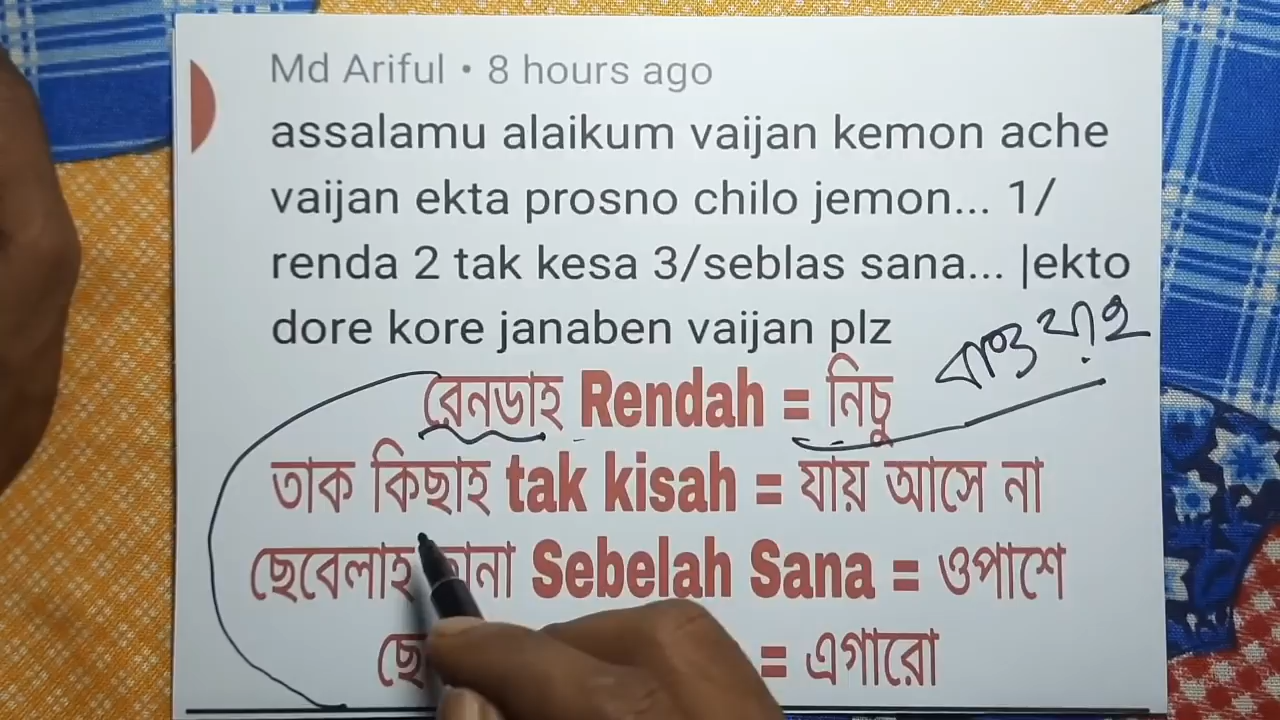 Md Ariful • 8 hours ago
assalamu alaikum vaijan kemon ache
vaijan ekta prosno chilo jemon... 1/
renda 2 tak kesa 3/seblas sana... |ekto
dore kore janaben vaijan plz
রেনডাহ Rendah = নিচু
তাক কিছাহ tak kisah = যায় আসে না
ছেবেলাহ Sebelah Sana = ওপাশে
= এগারো